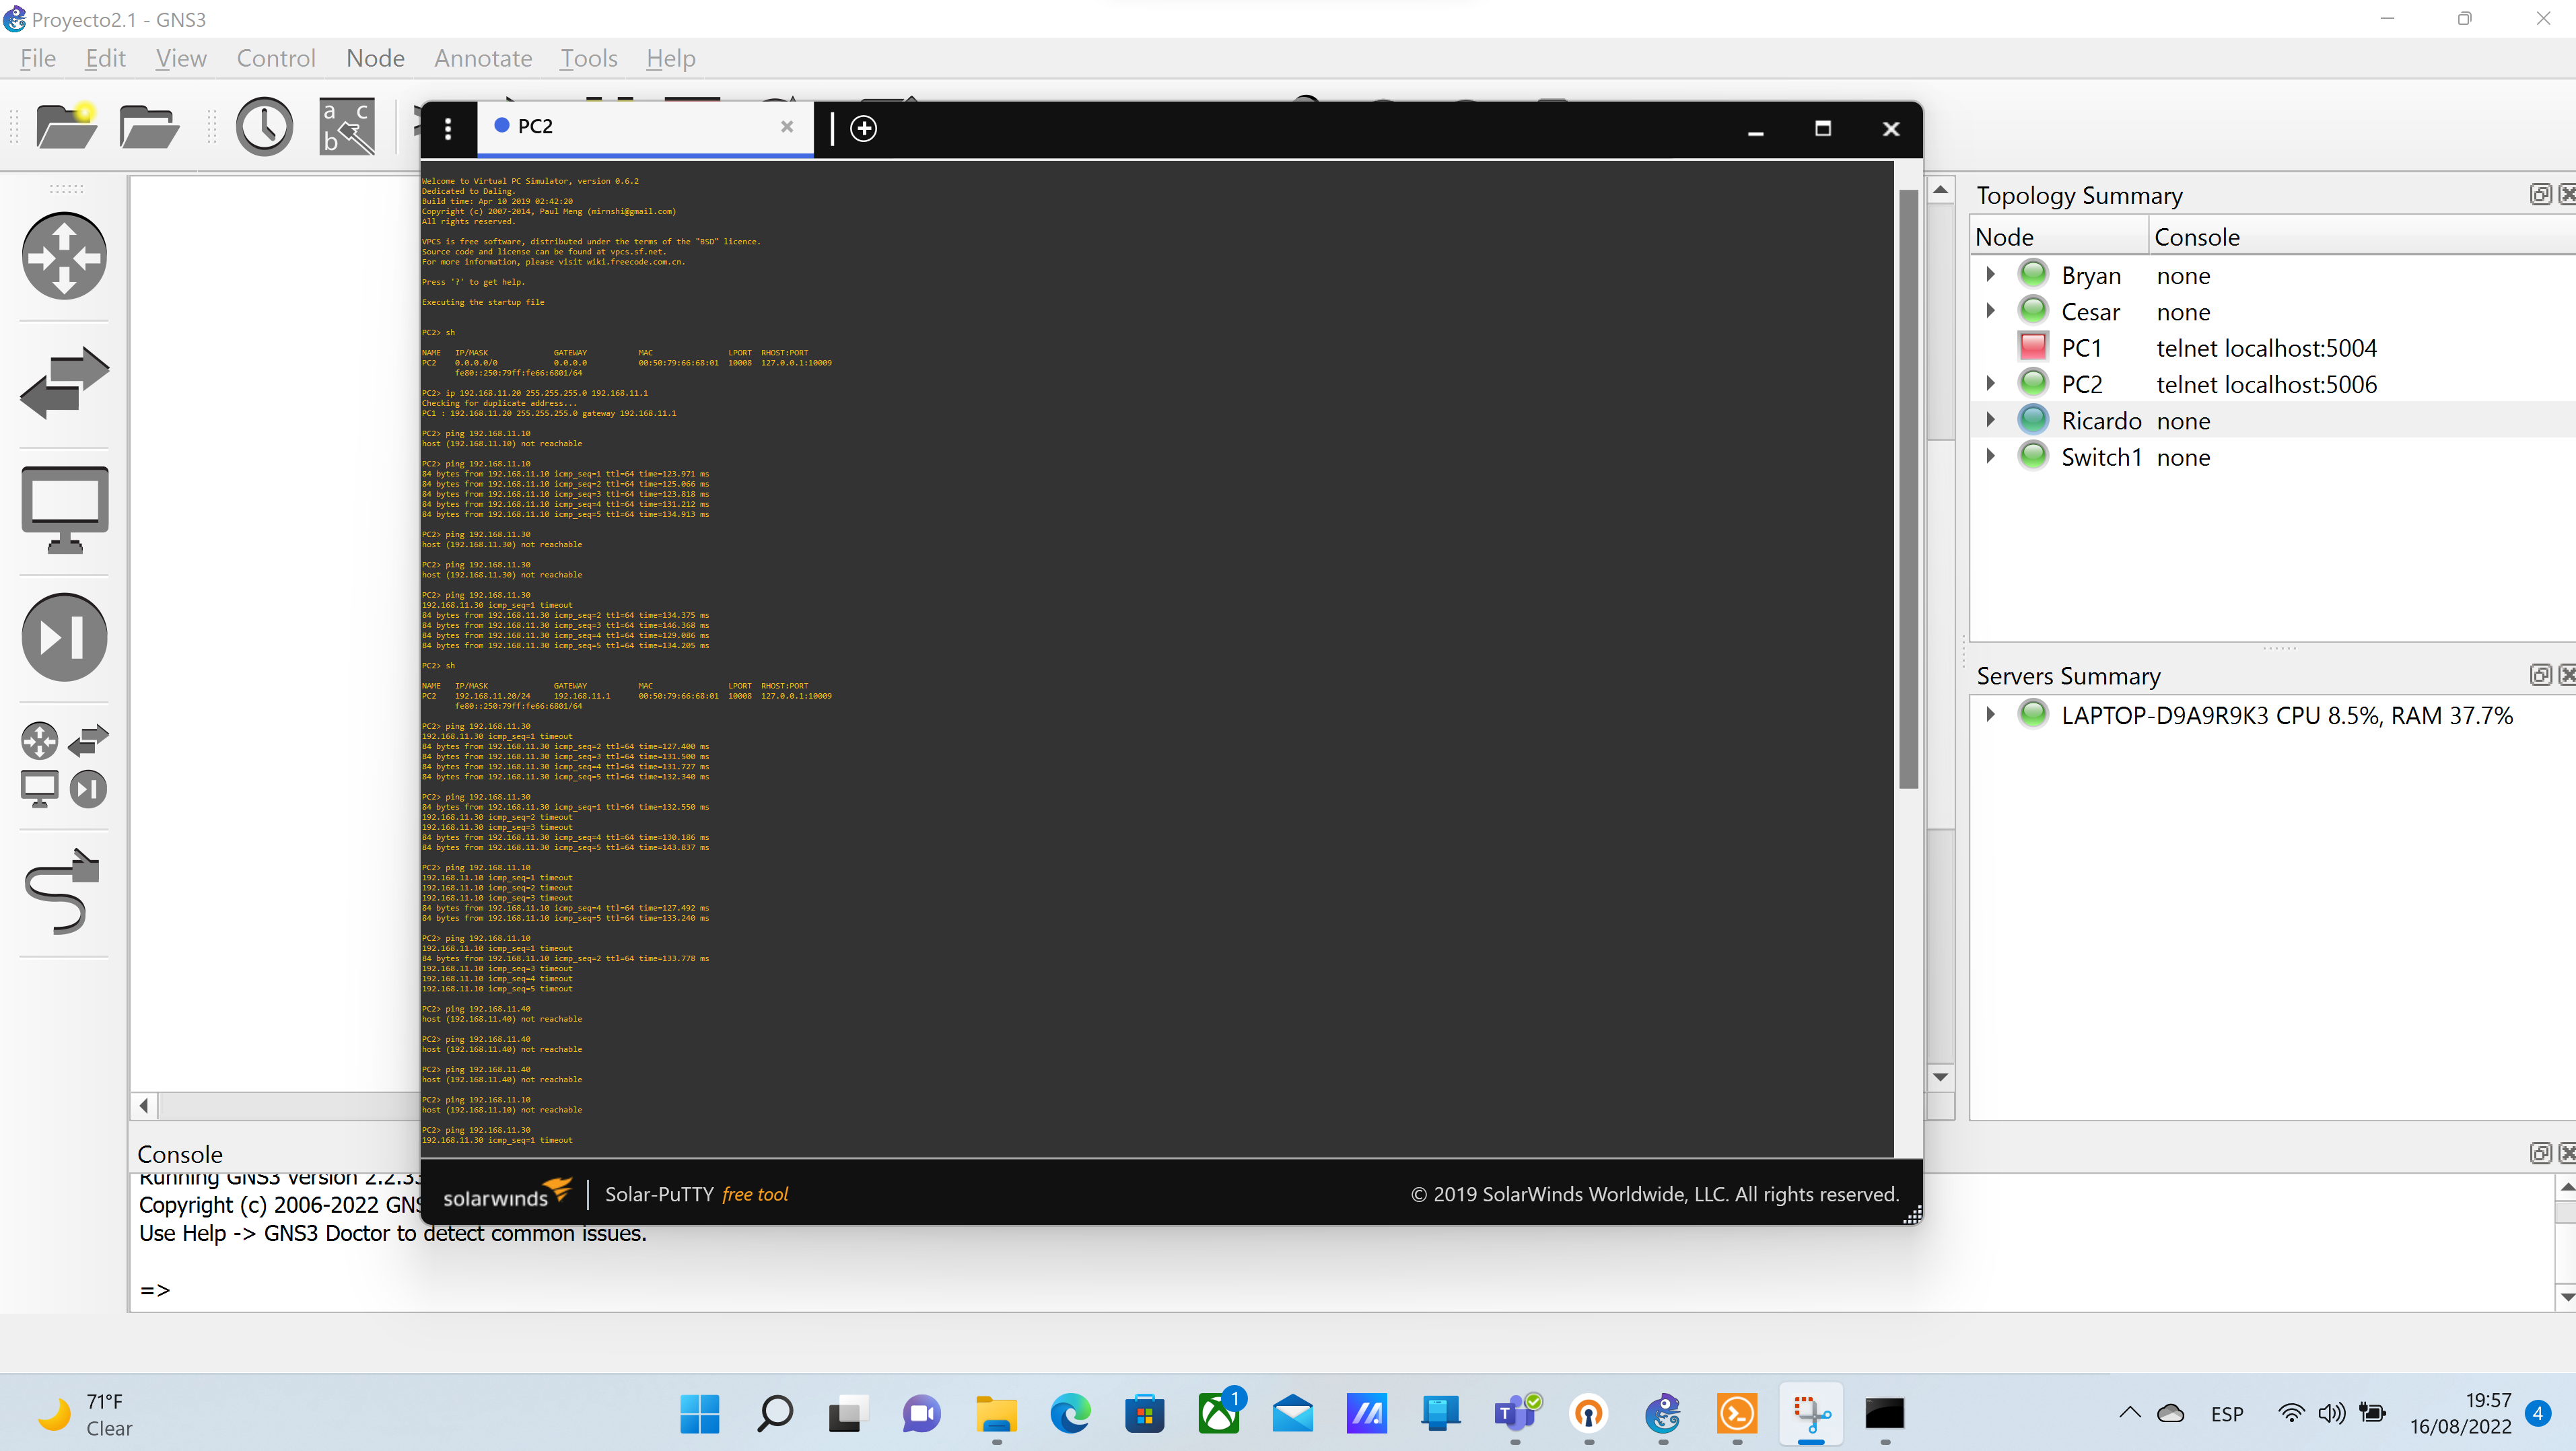 Proyecto2.1 - GNS3
File Edit View Control Node Annotate Tools Help
a c
b
PC2
Welcome to Virtual PC Simulator, version 0.6.2
Dedicated to Daling.
Build time: Apr 10 2019 02:42:20
Copyright (c) 2007-2014, Paul Meng (mirnshi@gmail.com)
All rights reserved.
VPCS is free software, distributed under the terms of the "BSD" licence.
Source code and license can be found at vpcs.sf.net.
For more information, please visit wiki.freecode.com.cn.
Press '?' to get help.
Executing the startup file
PC2> sh
NAME IP/MASK GATEWAY MAC LPORT RHOST:PORT
PC2 0.0.0.0/0 0.0.0.0 00:50:79:66:68:01 10008 127.0.0.1:10009
fe80::250:79ff:fe66:6801/64
PC2> ip 192.168.11.20 255.255.255.0 192.168.11.1
Checking for duplicate address...
PC1 : 192.168.11.20 255.255.255.0 gateway 192.168.11.1
PC2> ping 192.168.11.10
host (192.168.11.10) not reachable
PC2> ping 192.168.11.10
84 bytes from 192.168.11.10 icmp_seq=1 ttl=64 time=123.971 ms
84 bytes from 192.168.11.10 icmp_seq=2 ttl=64 time=125.066 ms
84 bytes from 192.168.11.10 icmp_seq=3 ttl=64 time=123.818 ms
84 bytes from 192.168.11.10 icmp_seq=4 ttl=64 time=131.212 ms
84 bytes from 192.168.11.10 icmp_seq=5 ttl=64 time=134.913 ms
PC2> ping 192.168.11.30
host (192.168.11.30) not reachable
PC2> ping 192.168.11.30
host (192.168.11.30) not reachable
PC2> ping 192.168.11.30
192.168.11.30 icmp_seq=1 timeout
84 bytes from 192.168.11.30 icmp_seq=2 ttl=64 time=134.375 ms
84 bytes from 192.168.11.30 icmp_seq=3 ttl=64 time=146.368 ms
84 bytes from 192.168.11.30 icmp_seq=4 ttl=64 time=129.086 ms
84 bytes from 192.168.11.30 icmp_seq=5 ttl=64 time=134.205 ms
PC2> sh
NAME IP/MASK GATEWAY MAC LPORT RHOST:PORT
PC2 192.168.11.20/24 192.168.11.1 00:50:79:66:68:01 10008 127.0.0.1:10009
fe80::250:79ff:fe66:6801/64
PC2> ping 192.168.11.30
192.168.11.30 icmp_seq=1 timeout
84 bytes from 192.168.11.30 icmp_seq=2 ttl=64 time=127.400 ms
84 bytes from 192.168.11.30 icmp_seq=3 ttl=64 time=131.500 ms
84 bytes from 192.168.11.30 icmp_seq=4 ttl=64 time=131.727 ms
84 bytes from 192.168.11.30 icmp_seq=5 ttl=64 time=132.340 ms
PC2> ping 192.168.11.30
84 bytes from 192.168.11.30 icmp_seq=1 ttl=64 time=132.550 ms
192.168.11.30 icmp_seq=2 timeout
192.168.11.30 icmp_seq=3 timeout
84 bytes from 192.168.11.30 icmp_seq=4 ttl=64 time=130.186 ms
84 bytes from 192.168.11.30 icmp_seq=5 ttl=64 time=143.837 ms
PC2> ping 192.168.11.10
192.168.11.10 icmp_seq=1 timeout
192.168.11.10 icmp_seq=2 timeout
192.168.11.10 icmp_seq=3 timeout
84 bytes from 192.168.11.10 icmp_seq=4 ttl=64 time=127.492 ms
84 bytes from 192.168.11.10 icmp_seq=5 ttl=64 time=133.240 ms
PC2> ping 192.168.11.10
192.168.11.10 icmp_seq=1 timeout
84 bytes from 192.168.11.10 icmp_seq=2 ttl=64 time=133.778 ms
192.168.11.10 icmp_seq=3 timeout
192.168.11.10 icmp_seq=4 timeout
192.168.11.10 icmp_seq=5 timeout
PC2> ping 192.168.11.40
host (192.168.11.40) not reachable
PC2> ping 192.168.11.40
host (192.168.11.40) not reachable
PC2> ping 192.168.11.40
host (192.168.11.40) not reachable
PC2> ping 192.168.11.10
host (192.168.11.10) not reachable
PC2> ping 192.168.11.30
192.168.11.30 icmp_seq=1 timeout
solarwinds Solar-PuTTY free tool
© 2019 SolarWinds Worldwide, LLC. All rights reserved.
Topology Summary
Node Console
Bryan none
Cesar none
PC1 telnet localhost:5004
PC2 telnet localhost:5006
Ricardo none
Switch1 none
Servers Summary
LAPTOP-D9A9R9K3 CPU 8.5%, RAM 37.7%
Console
Running GNS3 version 2.2.33
Copyright (c) 2006-2022 GNS
Use Help -> GNS3 Doctor to detect common issues.
=>
71°F
Clear
1
T
ESP
19:57
16/08/2022
4